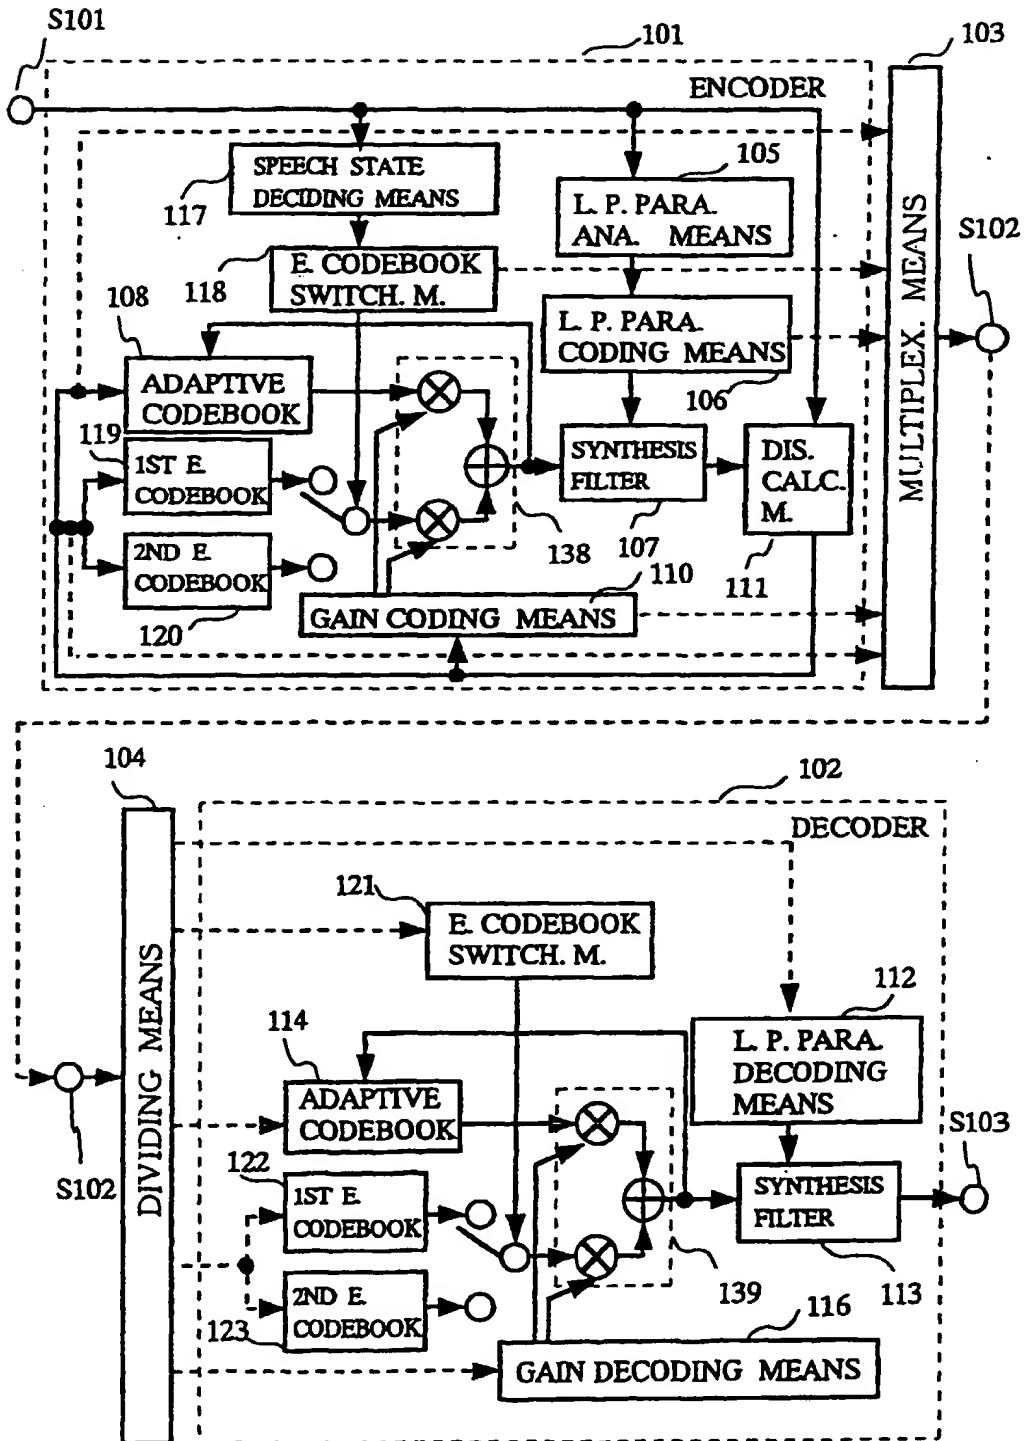 S101
101
103
ENCODER
SPEECH STATE
DECIDING MEANS
117
105
L. P. PARA.
ANA. MEANS
S102
E. CODEBOOK
SWITCH. M.
118
108
L. P. PARA.
CODING MEANS
106
MULTIPLEX. MEANS
ADAPTIVE
CODEBOOK
119
1ST E.
CODEBOOK
SYNTHESIS
FILTER
DIS.
CALC.
M.
2ND E.
CODEBOOK
138
107
111
110
120
GAIN CODING MEANS
104
102
DECODER
121
E. CODEBOOK
SWITCH. M.
DIVIDING MEANS
112
L. P. PARA.
DECODING
MEANS
114
ADAPTIVE
CODEBOOK
S102
S103
122
1ST E.
CODEBOOK
SYNTHESIS
FILTER
2ND E.
CODEBOOK
123
139
116
113
GAIN DECODING MEANS